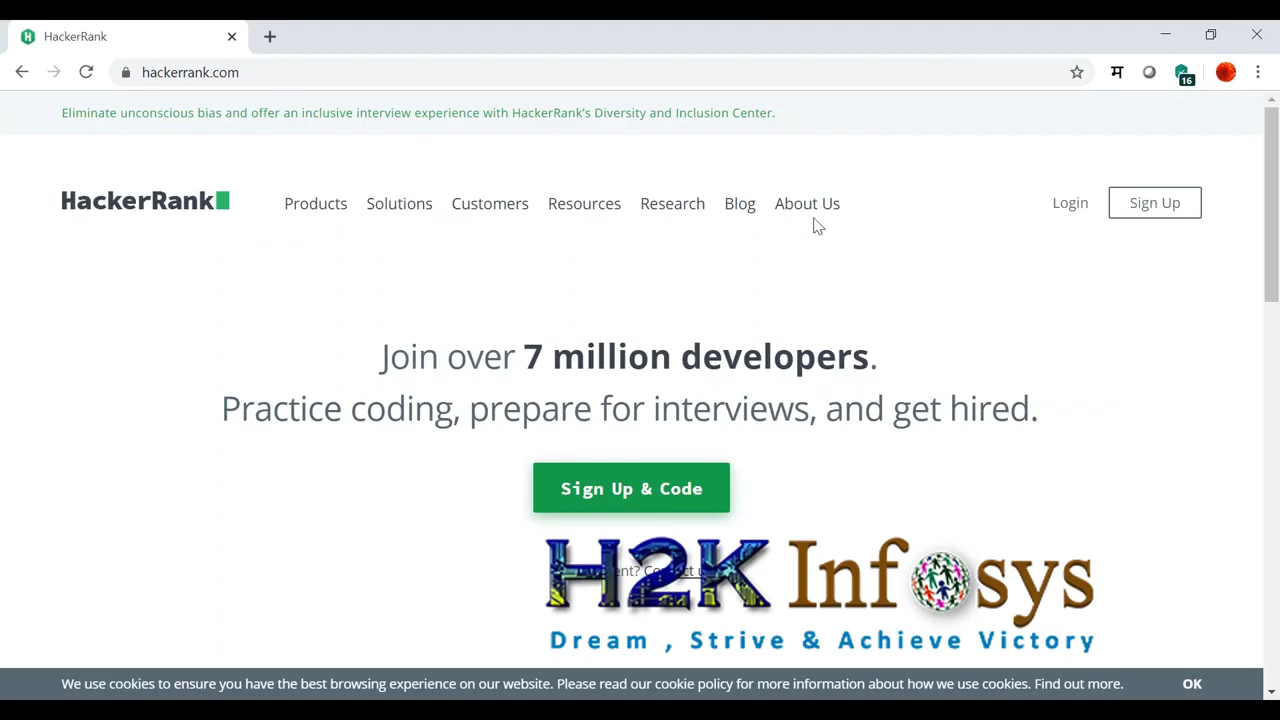 HackerRank
hackerrank.com
म
16
Eliminate unconscious bias and offer an inclusive interview experience with HackerRank's Diversity and Inclusion Center.
HackerRank
Products Solutions Customers Resources Research Blog About Us Login Sign Up
Join over 7 million developers.
Practice coding, prepare for interviews, and get hired.
Sign Up & Code
H2K Infosys
Dream , Strive & Achieve Victory
We use cookies to ensure you have the best browsing experience on our website. Please read our cookie policy for more information about how we use cookies. Find out more. OK